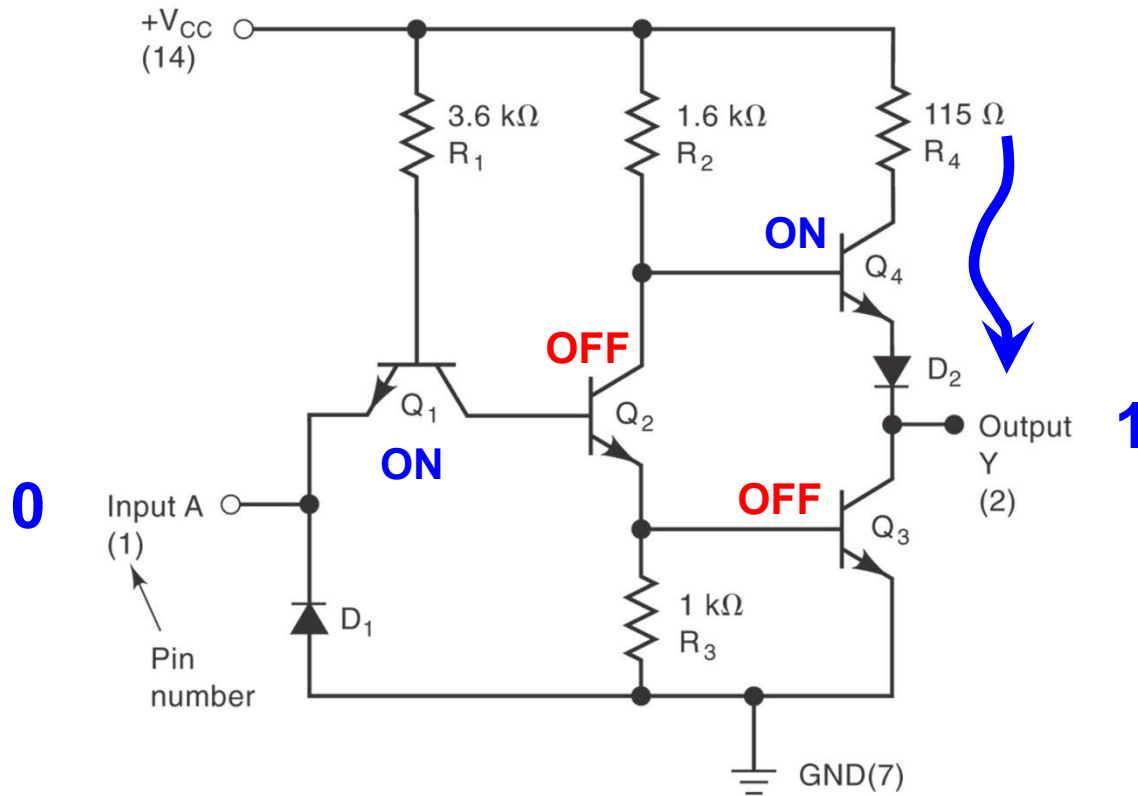 +VCC
(14)
3.6 kΩ
R1
1.6 kΩ
R2
115 Ω
R4
ON
Q4
OFF
D2
Q1
Q2
ON
Output
Y
(2)
1
0
Input A
(1)
OFF
Q3
D1
1 kΩ
R3
Pin
number
GND(7)